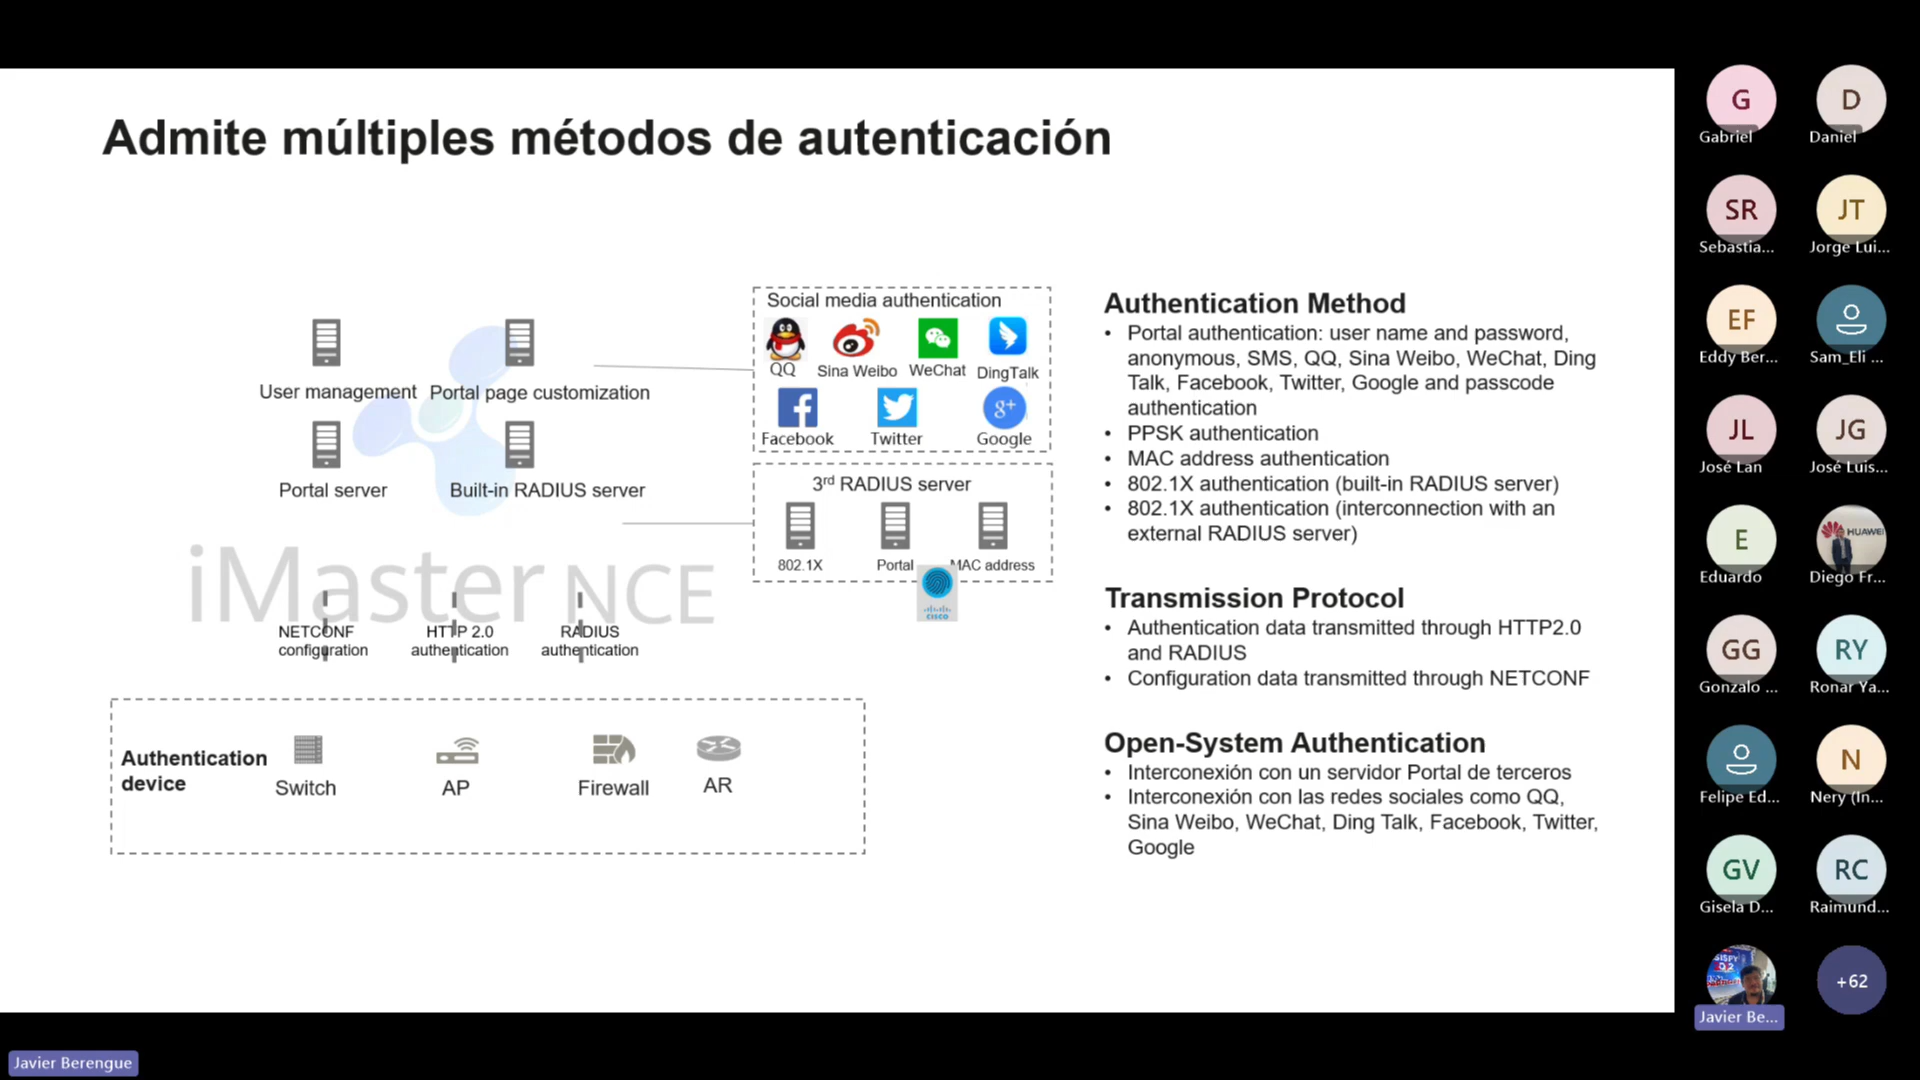 Admite múltiples métodos de autenticación
User management
Portal page customization
Portal server
Built-in RADIUS server
iMaster NCE
NETCONF
configuration
HTTP 2.0
authentication
RADIUS
authentication
Social media authentication
QQ
Sina Weibo
WeChat
DingTalk
g+
Facebook
Twitter
Google
3rd RADIUS server
802.1X
Portal
MAC address
CISCO
Authentication
device
Switch
AP
Firewall
AR
Authentication Method
• Portal authentication: user name and password,
anonymous, SMS, QQ, Sina Weibo, WeChat, Ding
Talk, Facebook, Twitter, Google and passcode
authentication
• PPSK authentication
• MAC address authentication
• 802.1X authentication (built-in RADIUS server)
• 802.1X authentication (interconnection with an
external RADIUS server)
Transmission Protocol
• Authentication data transmitted through HTTP2.0
and RADIUS
• Configuration data transmitted through NETCONF
Open-System Authentication
• Interconexión con un servidor Portal de terceros
• Interconexión con las redes sociales como QQ,
Sina Weibo, WeChat, Ding Talk, Facebook, Twitter,
Google
G
Gabriel
D
Daniel
SR
Sebastia...
JT
Jorge Lui...
EF
Eddy Ber...
Sam_Eli ...
JL
José Lan
JG
José Luis...
E
Eduardo
HUAWEI
Diego Fr...
GG
Gonzalo ...
RY
Ronar Ya...
Felipe Ed...
N
Nery (In...
GV
Gisela D...
RC
Raimund...
Javier Be...
+62
Javier Berengue